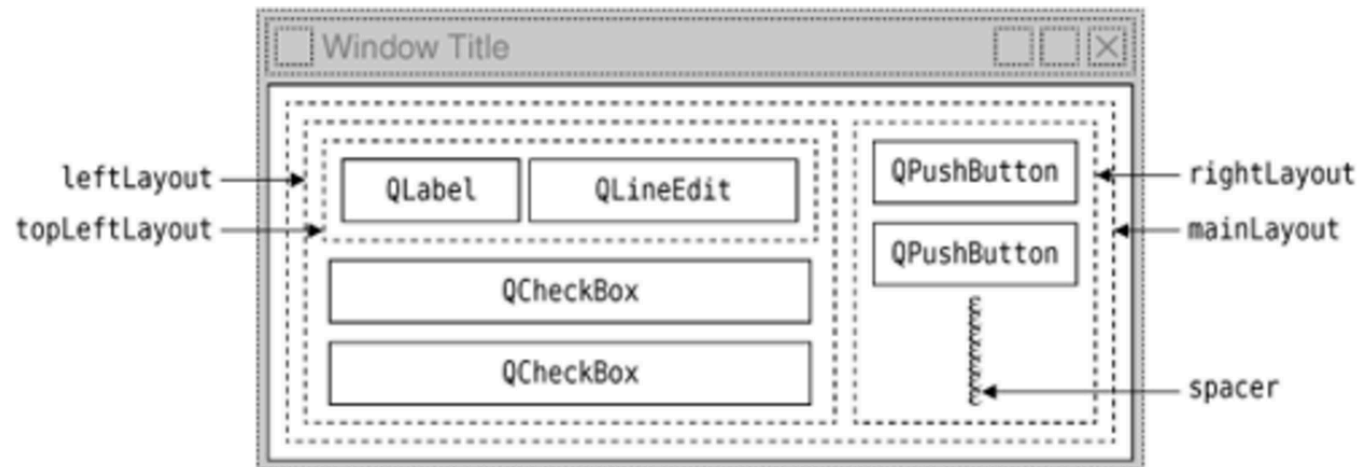 Window Title
leftLayout
topLeftLayout
QLabel
QLineEdit
QCheckBox
QCheckBox
QPushButton
QPushButton
rightLayout
mainLayout
spacer